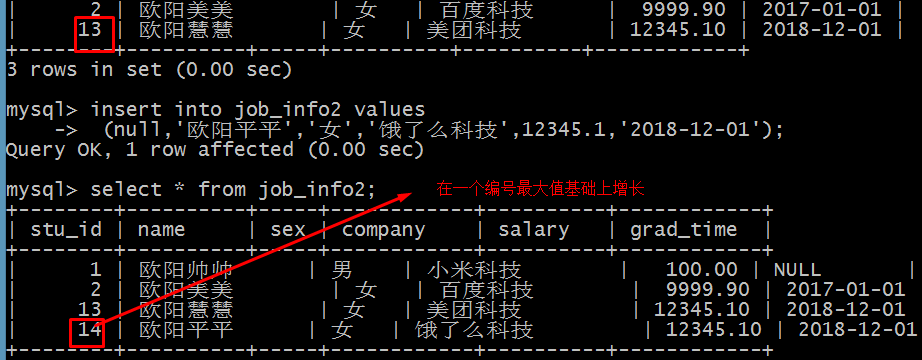 | 2 | 欧阳美美 | 女 | 百度科技 | 9999.90 | 2017-01-01 |
| 13 | 欧阳慧慧 | 女 | 美团科技 | 12345.10 | 2018-12-01 |
+---------+----------+-----+----------+----------+------------+
3 rows in set (0.00 sec)
mysql> insert into job_info2 values
-> (null,'欧阳平平','女','饿了么科技',12345.1,'2018-12-01');
Query OK, 1 row affected (0.00 sec)
mysql> select * from job_info2;
在一个编号最大值基础上增长
+--------+----------+-----+------------+----------+------------+
| stu_id | name | sex | company | salary | grad_time |
+--------+----------+-----+------------+----------+------------+
| 1 | 欧阳帅帅 | 男 | 小米科技 | 100.00 | NULL |
| 2 | 欧阳美美 | 女 | 百度科技 | 9999.90 | 2017-01-01
| 13 | 欧阳慧慧 | 女 | 美团科技 | 12345.10 | 2018-12-01
| 14 | 欧阳平平 | 女 | 饿了么科技 | 12345.10 | 2018-12-01
+--------+----------+-----+------------+----------+------------+